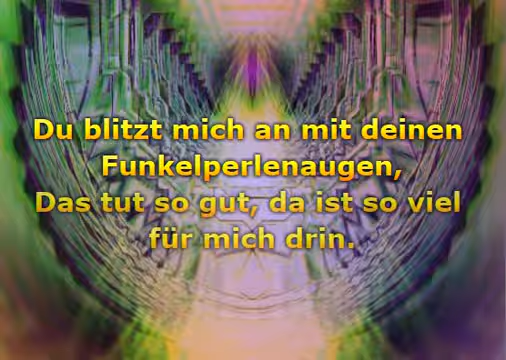 Du blitzt mich an mit deinen
Funkelperlenaugen,
Das tut so gut, da ist so viel
für mich drin.